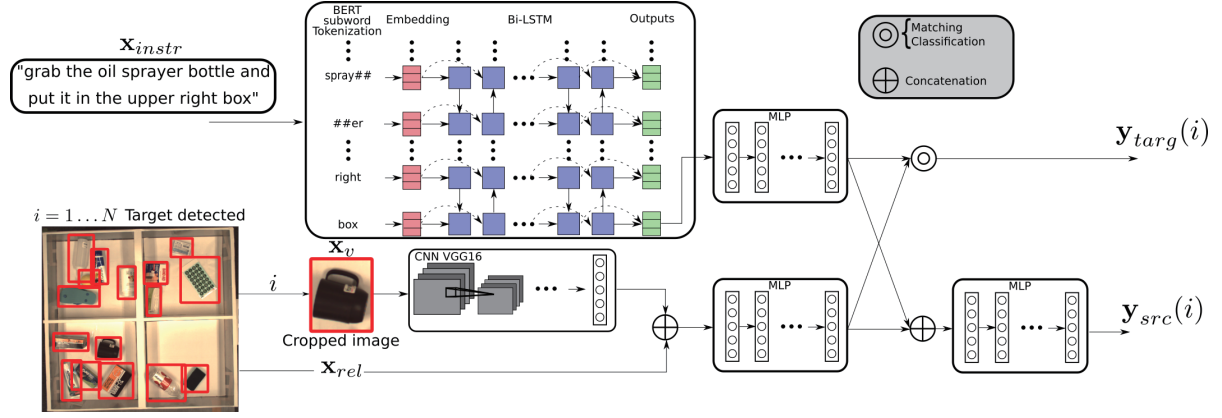 BERT
subword
Tokenization
Embedding
Bi-LSTM
Outputs
x_instr
"grab the oil sprayer bottle and
put it in the upper right box"
spray##
##er
right
box
Matching
Classification
Concatenation
MLP
y_targ(i)
i = 1 ... N Target detected
i
x_v
Cropped image
CNN VGG16
x_rel
MLP
MLP
y_src(i)